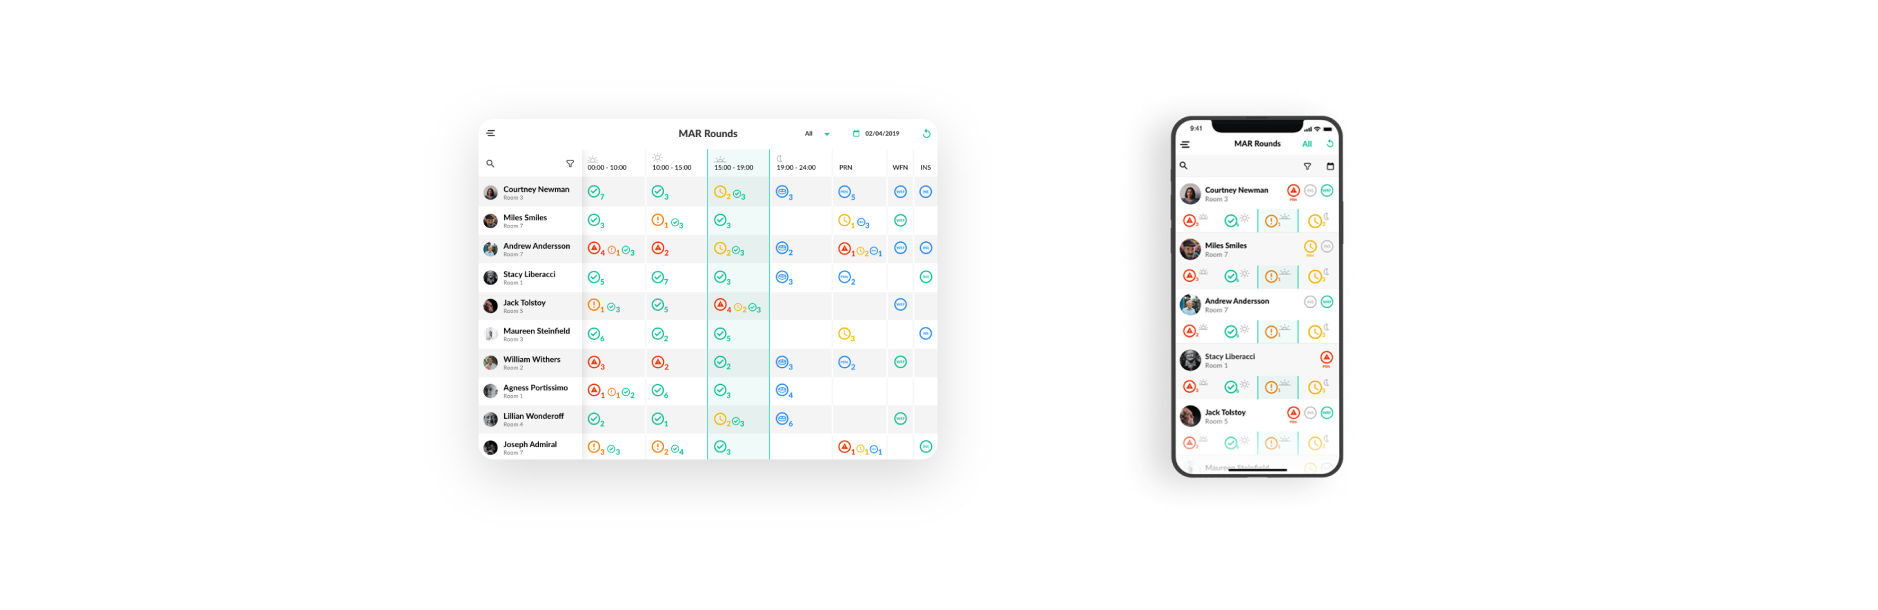 MAR Rounds All 02/04/2019
00:00 - 10:00 10:00 - 15:00 15:00 - 19:00 19:00 - 24:00 PRN WFN INS
Courtney Newman 7 3 2 3 3 5
Room 3
Miles Smiles 3 1 3 3 1 3
Room 7
Andrew Andersson 4 1 3 2 2 3 2 1 2 1
Room 7
Stacy Liberacci 5 7 3 3 2
Room 1
Jack Tolstoy 1 3 5 4 2 3
Room 5
Maureen Steinfield 6 2 5 3
Room 3
William Withers 3 2 2 3 2
Room 2
Agness Portissimo 1 1 2 6 3 4
Room 1
Lillian Wonderoff 2 1 2 3 6
Room 4
Joseph Admiral 3 3 2 4 3 1 1 1
Room 7
9:41
MAR Rounds All
Courtney Newman
Room 3 PRN
Miles Smiles
Room 7 PRN
Andrew Andersson
Room 7
Stacy Liberacci
Room 1 PRN
Jack Tolstoy
Room 5 PRN
Maureen Steinfield